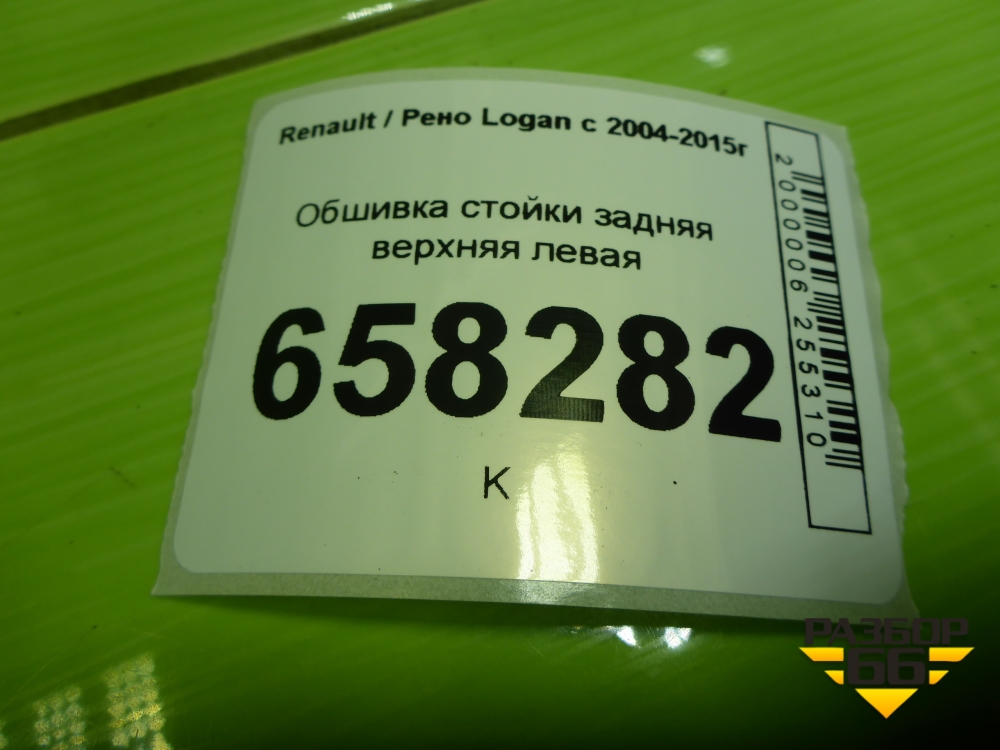 Renault / Рено Logan с 2004-2015г
Обшивка стойки задняя
верхняя левая
658282
К
2000006255310
РАЗБОР
66